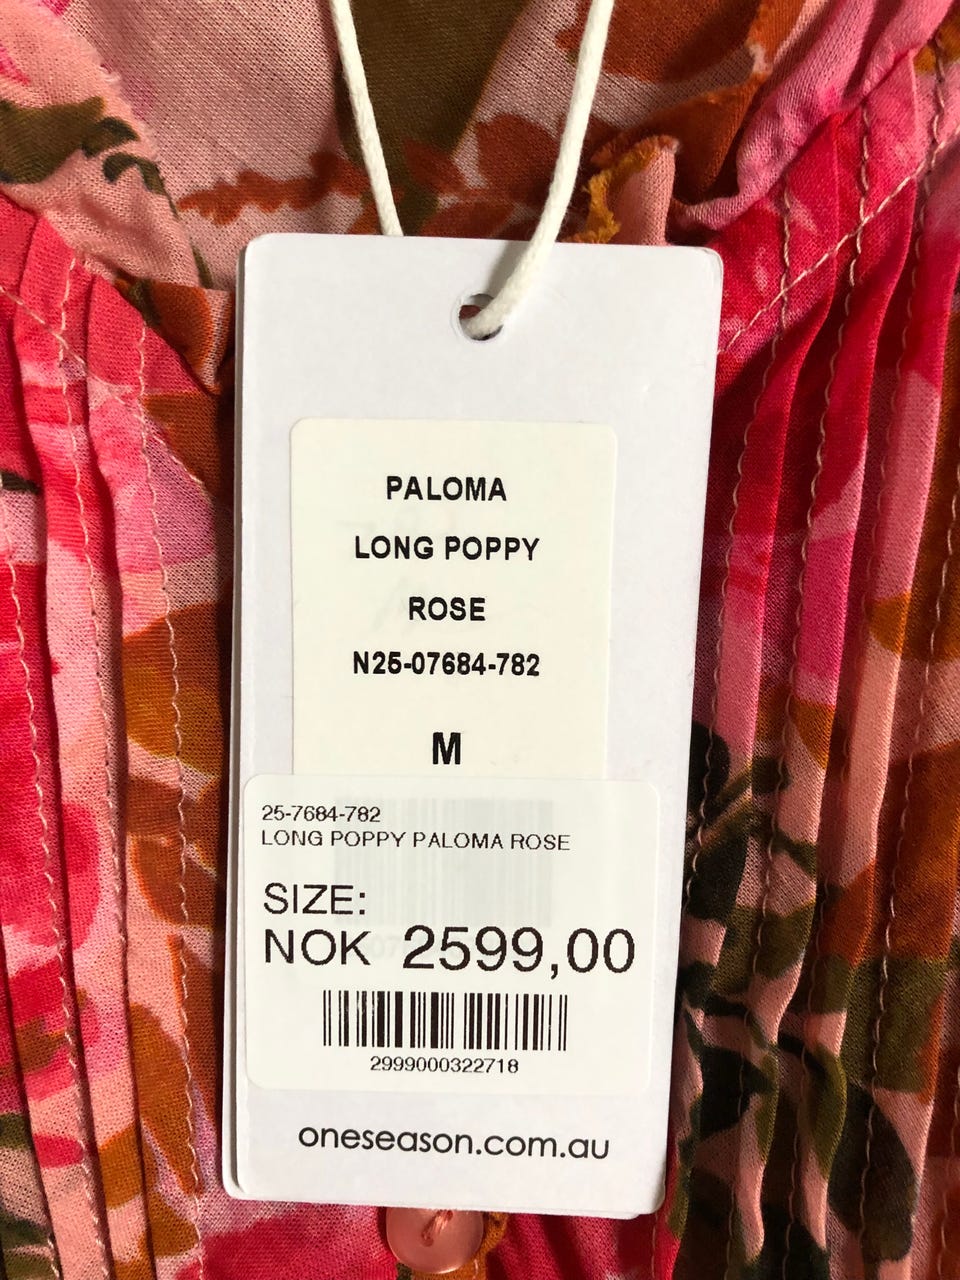 PALOMA
LONG POPPY
ROSE
N25-07684-782
M
25-7684-782
LONG POPPY PALOMA ROSE
SIZE:
NOK 2599,00
2999000322718
oneseason.com.au